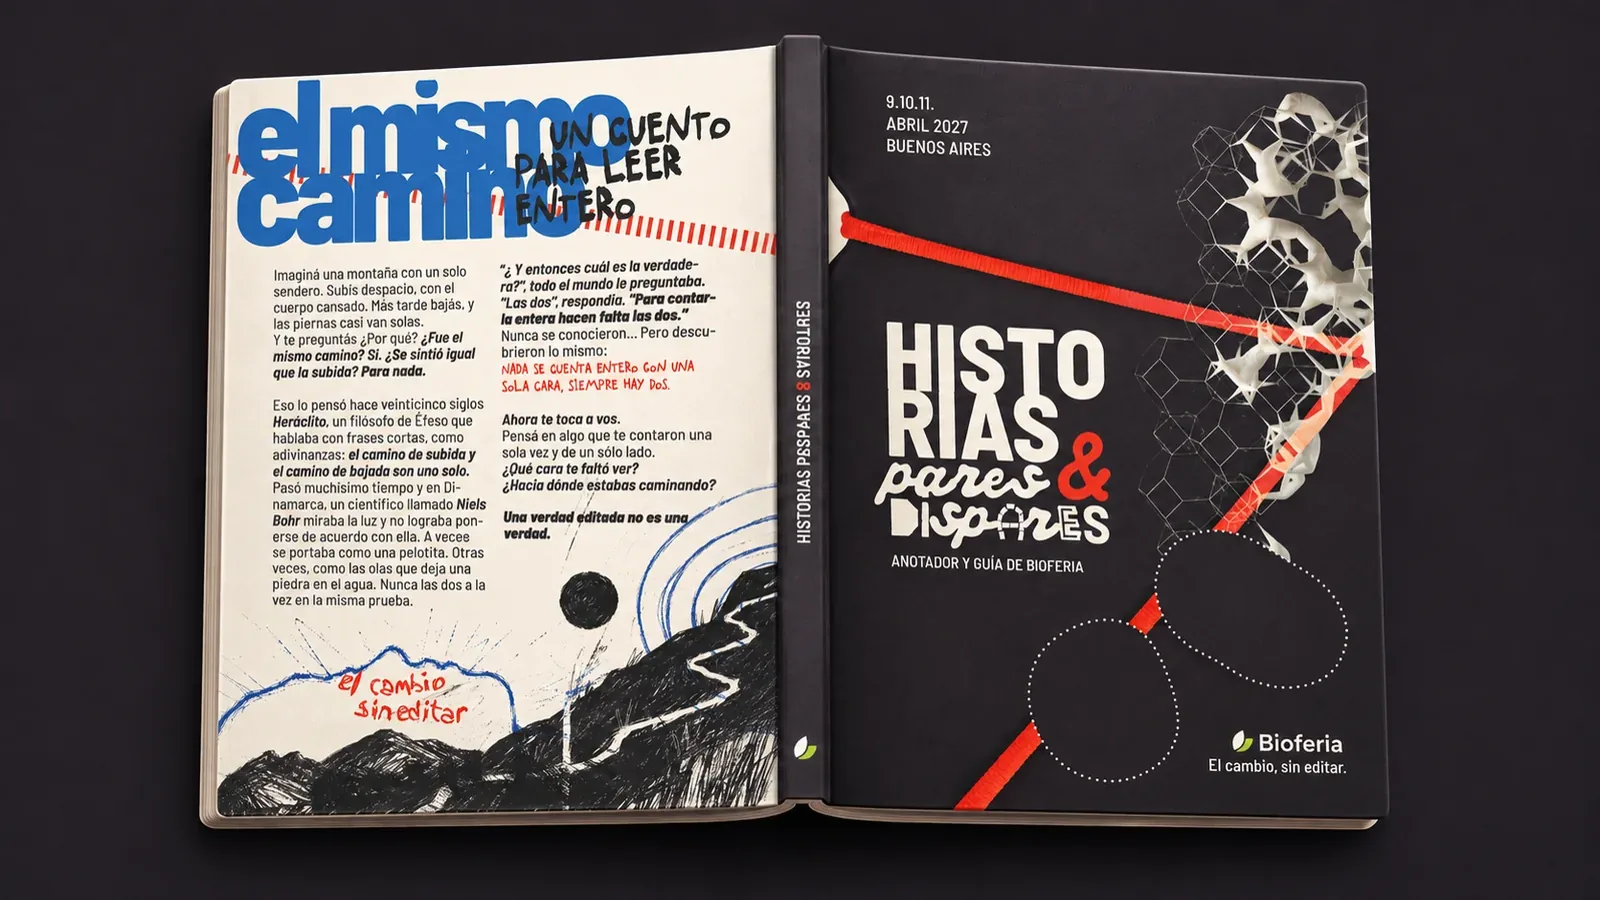 el mismo
camino
UN CUENTO
PARA LEER
ENTERO
Imaginá una montaña con un solo
sendero. Subís despacio, con el
cuerpo cansado. Más tarde bajás, y
las piernas casi van solas.
Y te preguntás ¿Por qué? ¿Fue el
mismo camino? Si. ¿Se sintió igual
que la subida? Para nada.
Eso lo pensó hace veinticinco siglos
Heráclito, un filósofo de Éfeso que
hablaba con frases cortas, como
adivinanzas: el camino de subida y
el camino de bajada son uno solo.
Pasó muchisimo tiempo y en Di-
namarca, un científico llamado Niels
Bohr miraba la luz y no lograba pon-
erse de acuerdo con ella. A vecee
se portaba como una pelotita. Otras
veces, como las olas que deja una
piedra en el agua. Nunca las dos a la
vez en la misma prueba.
"¿ Y entonces cuál es la verdade-
ra?", todo el mundo le preguntaba.
"Las dos", respondia. "Para contar-
la entera hacen falta las dos."
Nunca se conocieron... Pero descu-
brieron lo mismo:
NADA SE CUENTA ENTERO CON UNA
SOLA CARA, SIEMPRE HAY DOS.
Ahora te toca a vos.
Pensá en algo que te contaron una
sola vez y de un sólo lado.
¿Qué cara te faltó ver?
¿Hacia dónde estabas caminando?
Una verdad editada no es una
verdad.
el cambio
sin editar
9.10.11.
ABRIL 2027
BUENOS AIRES
HISTO
RIAS
pares &
DISPARES
ANOTADOR Y GUÍA DE BIOFERIA
Bioferia
El cambio, sin editar.